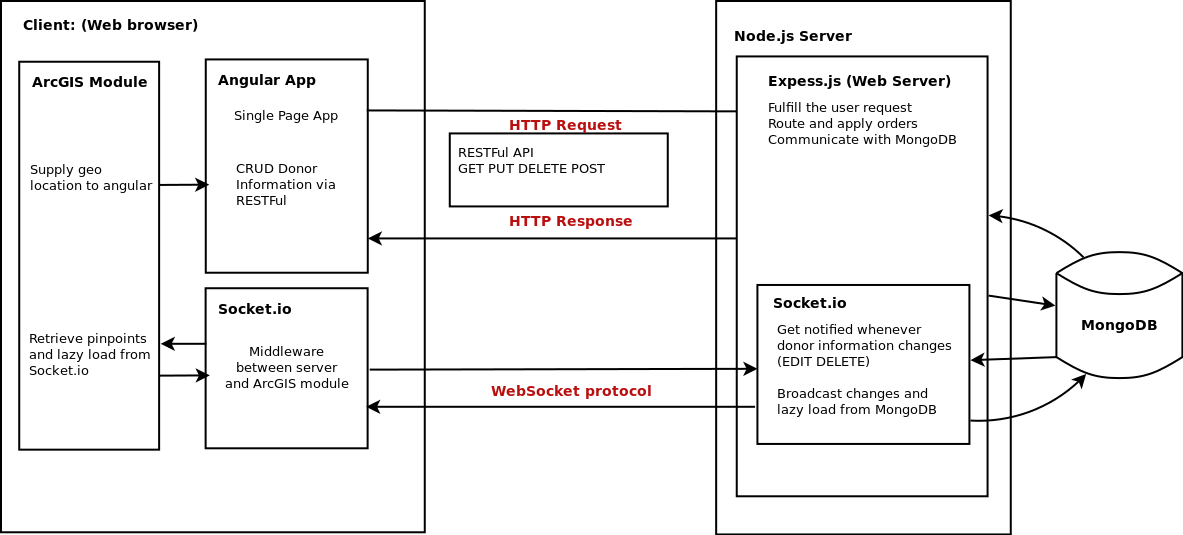 Client: (Web browser)
ArcGIS Module
Supply geo
location to angular
Retrieve pinpoints
and lazy load from
Socket.io
Angular App
Single Page App
CRUD Donor
Information via
RESTFul
Socket.io
Middleware
between server
and ArcGIS module
HTTP Request
RESTFul API
GET PUT DELETE POST
HTTP Response
WebSocket protocol
Node.js Server
Expess.js (Web Server)
Fulfill the user request
Route and apply orders
Communicate with MongoDB
Socket.io
Get notified whenever
donor information changes
(EDIT DELETE)
Broadcast changes and
lazy load from MongoDB
MongoDB